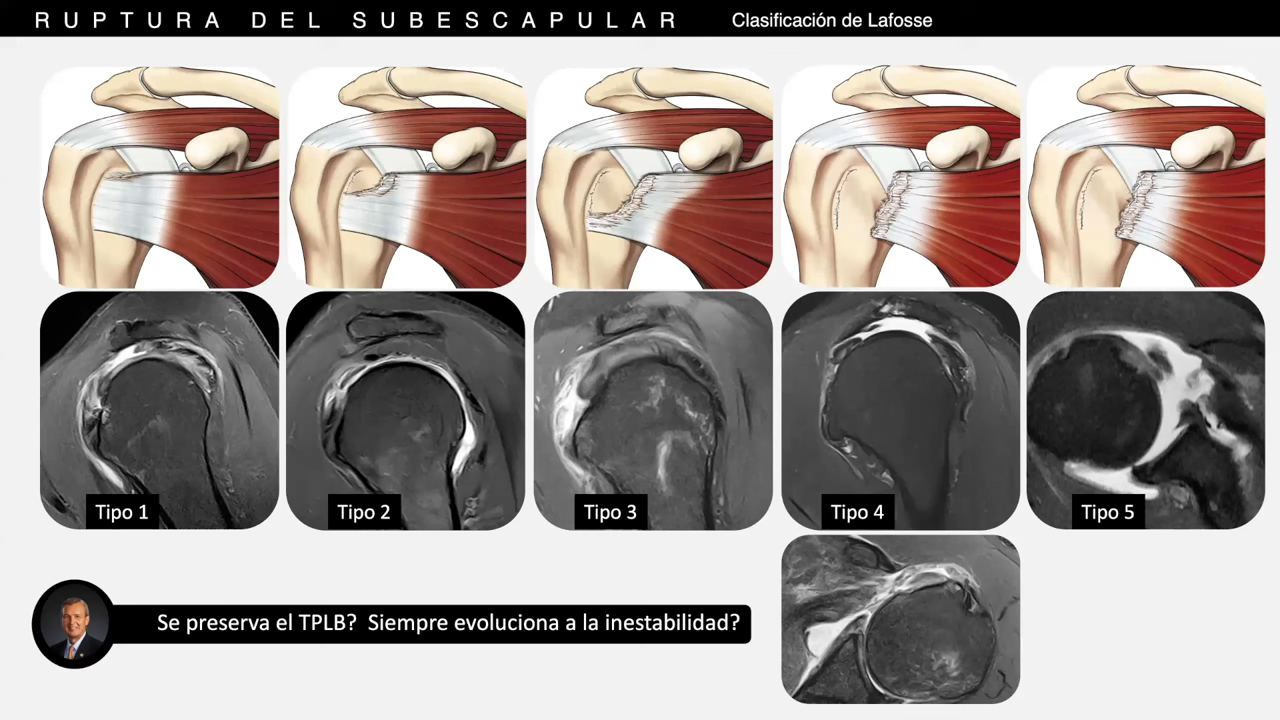 RUPTURA DEL SUBESCAPULAR Clasificación de Lafosse
Tipo 1
Tipo 2
Tipo 3
Tipo 4
Tipo 5
Se preserva el TPLB? Siempre evoluciona a la inestabilidad?